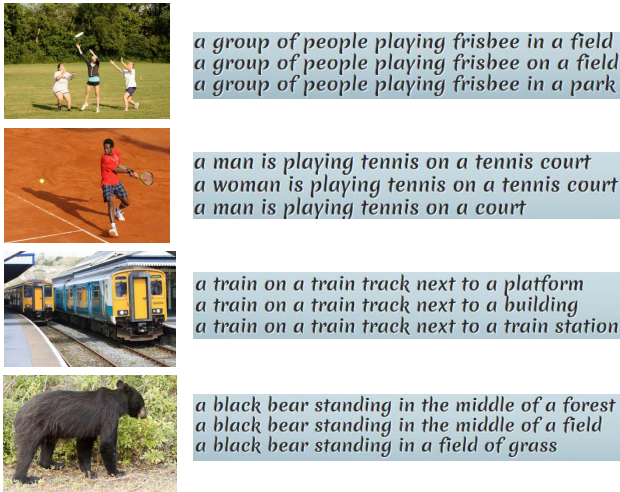 a group of people playing frisbee in a field
a group of people playing frisbee on a field
a group of people playing frisbee in a park
a man is playing tennis on a tennis court
a woman is playing tennis on a tennis court
a man is playing tennis on a court
a train on a train track next to a platform
a train on a train track next to a building
a train on a train track next to a train station
a black bear standing in the middle of a forest
a black bear standing in the middle of a field
a black bear standing in a field of grass